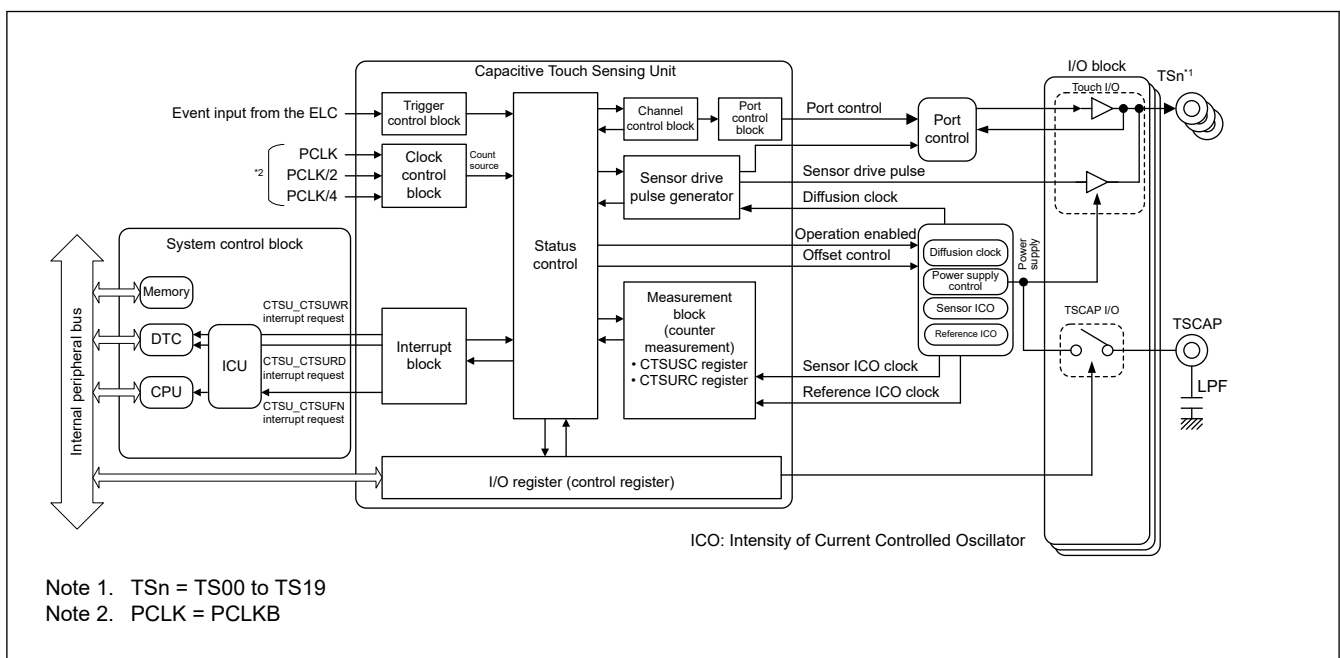 Capacitive Touch Sensing Unit
I/O block
TSn*1
Touch I/O
Event input from the ELC
Trigger
control block
Channel
control block
Port
control
block
Port control
Port
control
PCLK
*2
PCLK/2
PCLK/4
Clock
control
block
Count
source
Sensor drive
pulse generator
Sensor drive pulse
Diffusion clock
System control block
Status
control
Operation enabled
Offset control
Diffusion clock
Power supply
control
Sensor ICO
Reference ICO
Power
supply
Internal peripheral bus
Memory
DTC
CPU
ICU
CTSU_CTSUWR
interrupt request
CTSU_CTSURD
interrupt request
CTSU_CTSUFN
interrupt request
Interrupt
block
Measurement
block
(counter
measurement)
• CTSUSC register
• CTSURC register
Sensor ICO clock
Reference ICO clock
TSCAP I/O
TSCAP
LPF
I/O register (control register)
ICO: Intensity of Current Controlled Oscillator
Note 1. TSn = TS00 to TS19
Note 2. PCLK = PCLKB